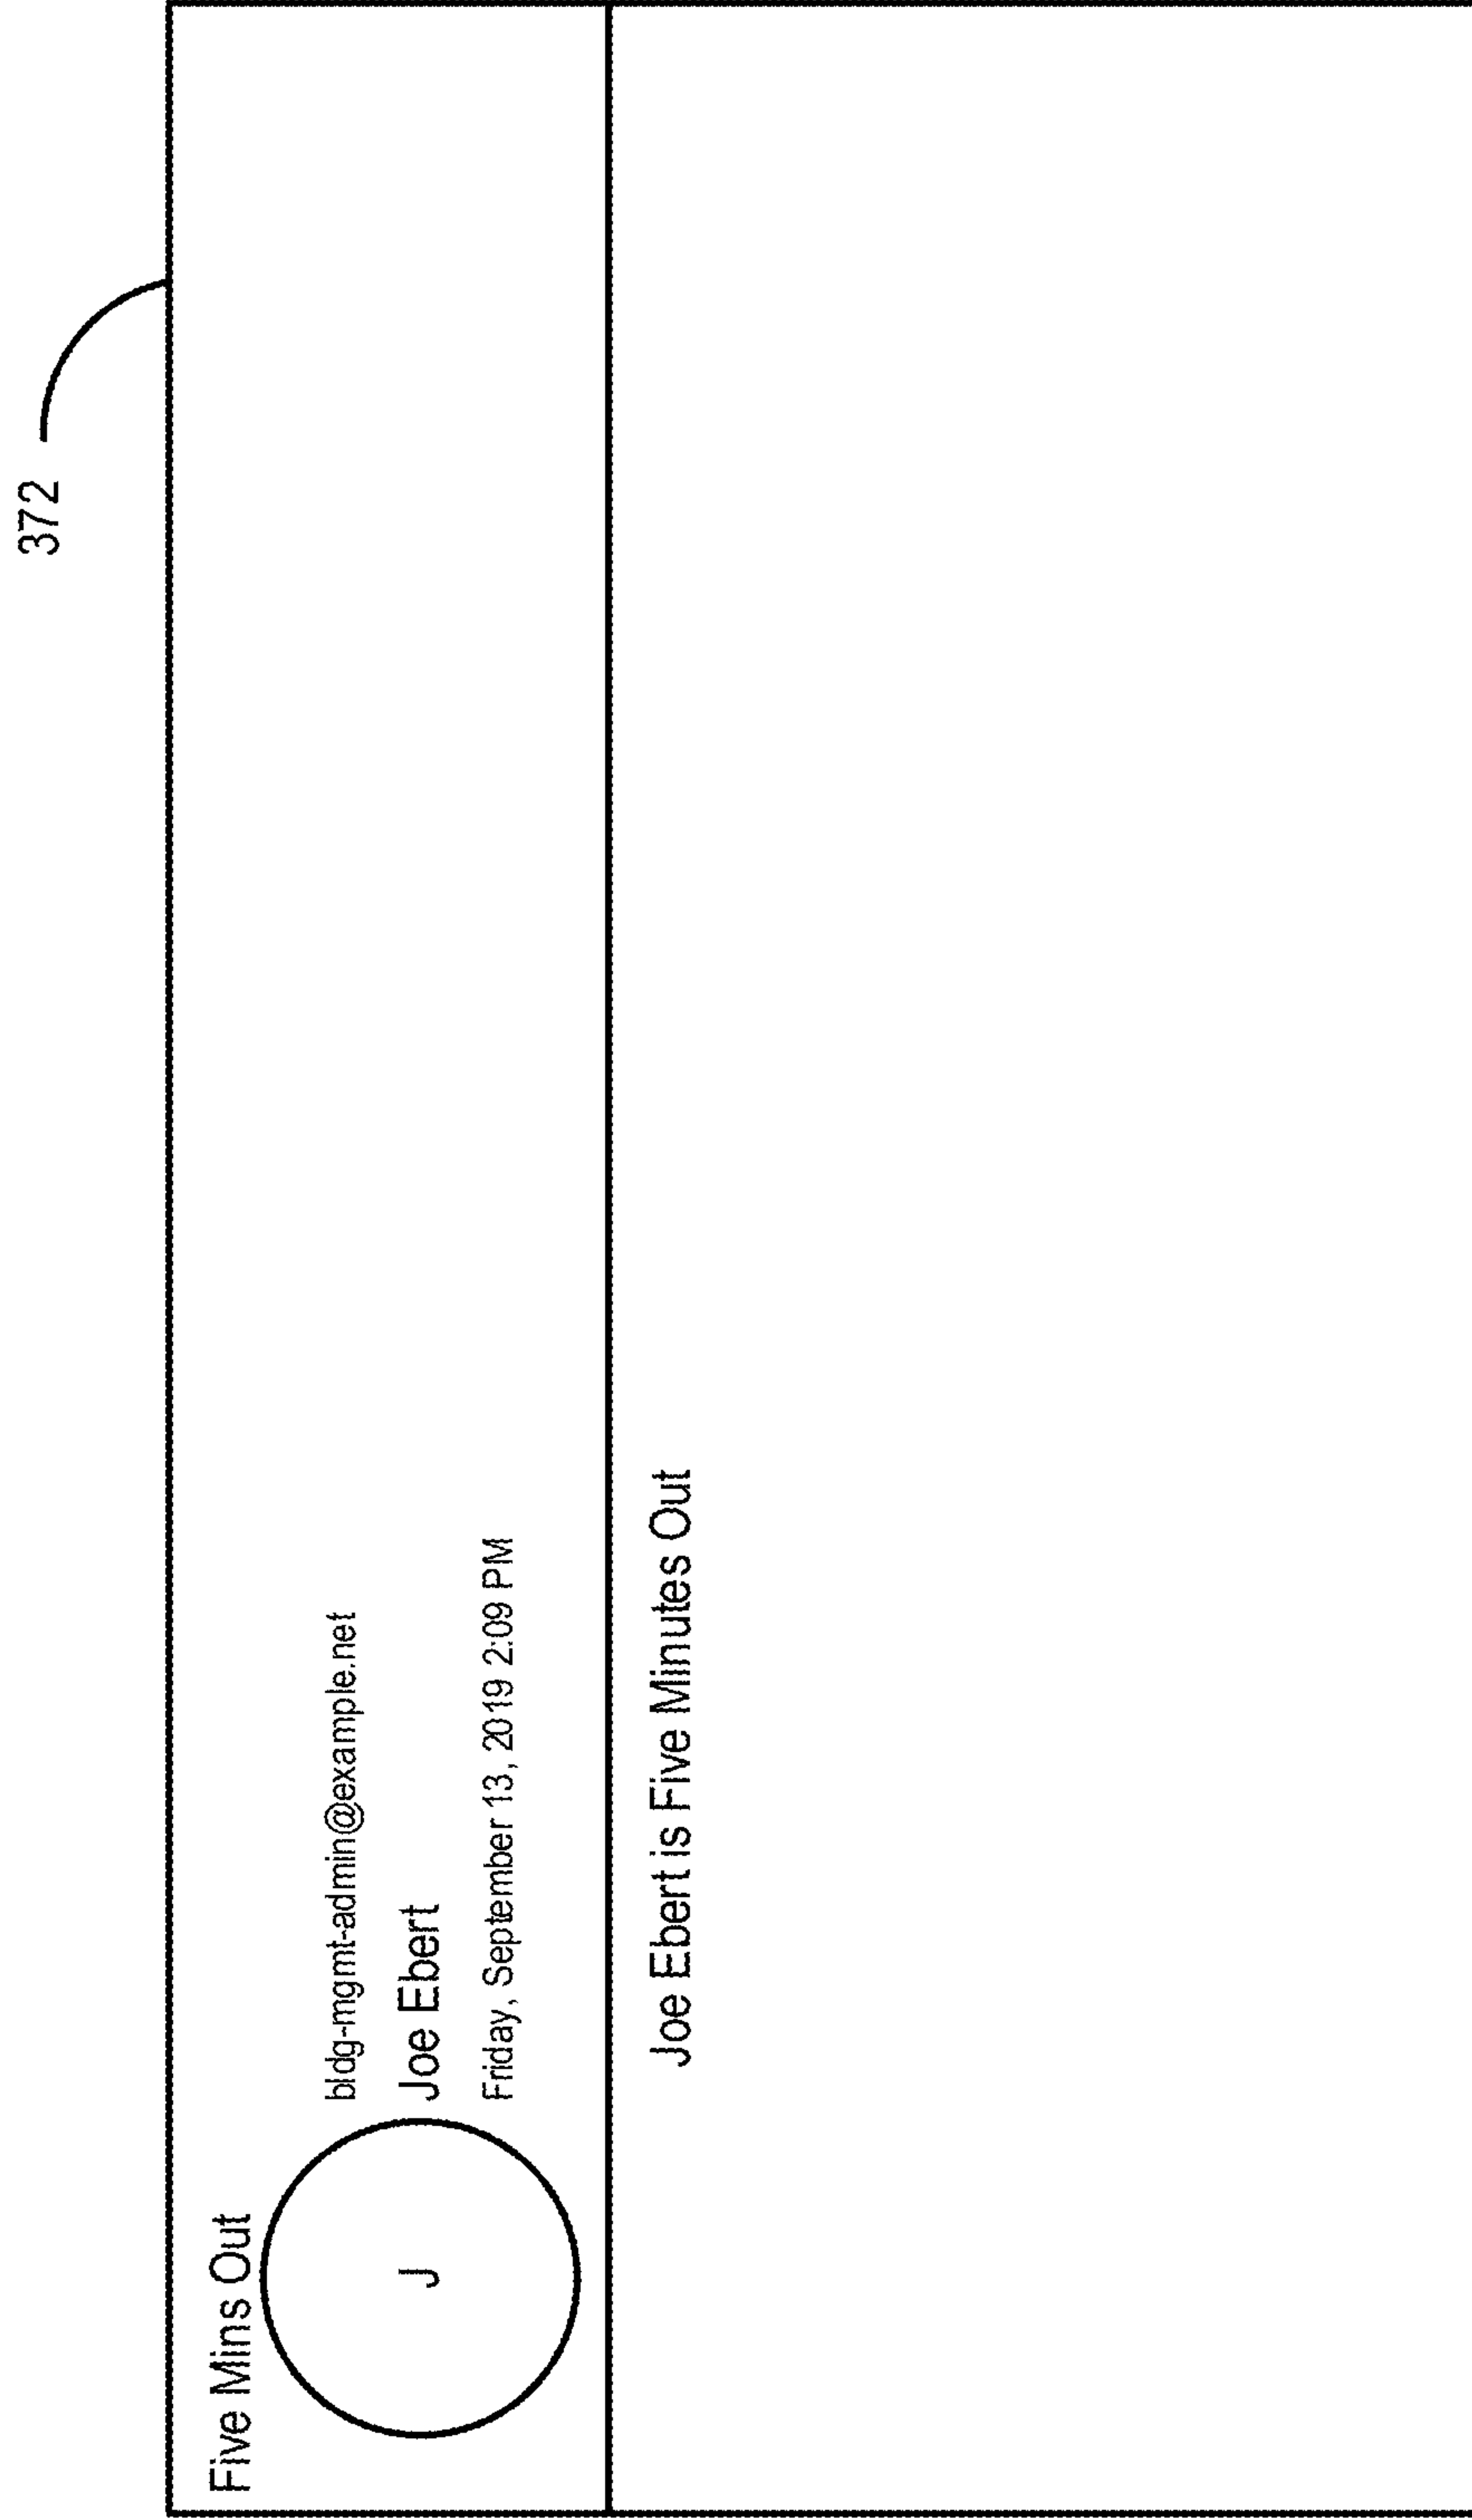 372
Five Mins Out
J
bldg-mgmt-admin@example.net
Joe Ebert
Friday, September 13, 2019 2:09 PM
Joe Ebert is Five Minutes Out